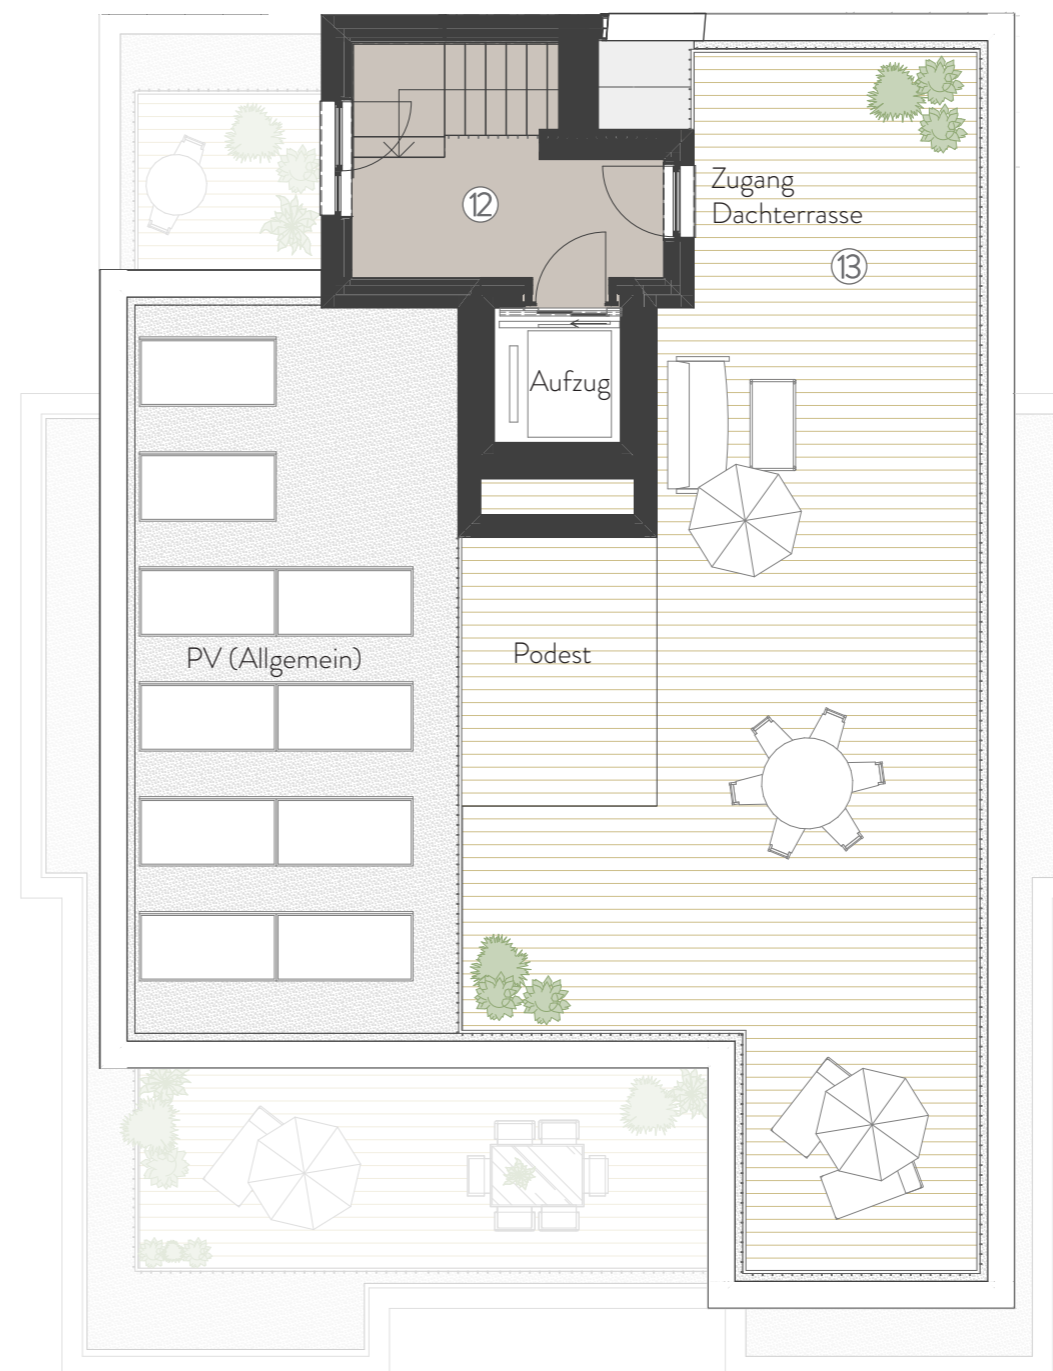 Zugang
Dachterrasse
12
13
Aufzug
PV (Allgemein)
Podest